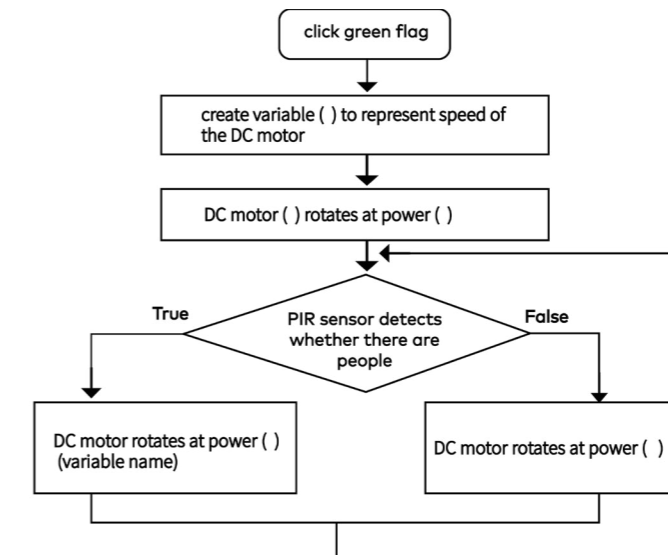 click green flag
create variable ( ) to represent speed of
the DC motor
DC motor ( ) rotates at power ( )
True
PIR sensor detects
whether there are
people
False
DC motor rotates at power ( )
(variable name)
DC motor rotates at power ( )